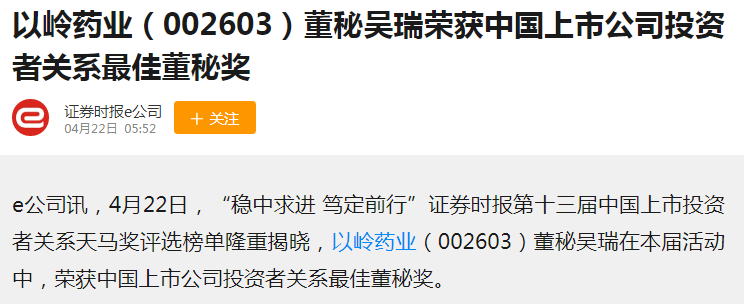 以岭药业（002603）董秘吴瑞荣获中国上市公司投资
者关系最佳董秘奖
证券时报e公司
04月22日 05:52
＋ 关注
e公司讯，4月22日，“稳中求进 笃定前行”证券时报第十三届中国上市投资
者关系天马奖评选榜单隆重揭晓，以岭药业（002603）董秘吴瑞在本届活动
中，荣获中国上市公司投资者关系最佳董秘奖。